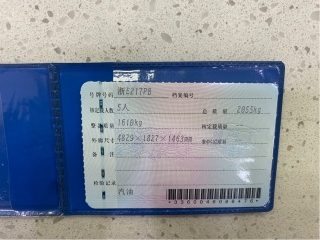 号牌号码 浙E217P8 档案编号
核定载人数 5人 总质量 2053kg
整备质量 1618kg 核定载质量 --
外廓尺寸 4829×1827×1463mm 准牵引总质量 --
备注
检验记录
汽油